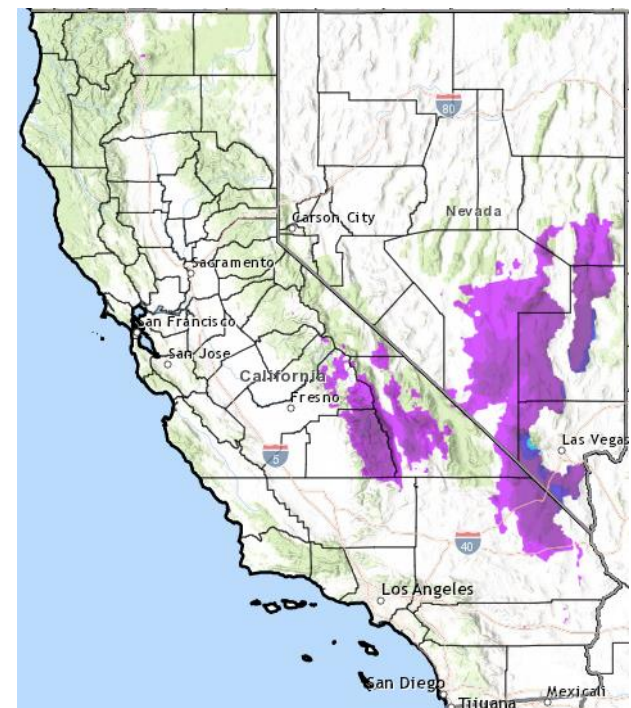 80
Nevada
Carson City
Sacramento
San Francisco
San Jose
California
Fresno
5
Las Vegas
40
Los Angeles
San Diego
Tijuana
Mexicali